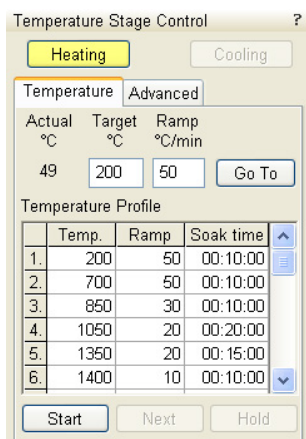 Temperature Stage Control ?
Heating Cooling
Temperature Advanced
Actual Target Ramp
°C °C °C/min
49 200 50 Go To
Temperature Profile
Temp. Ramp Soak time
1. 200 50 00:10:00
2. 700 50 00:10:00
3. 850 30 00:10:00
4. 1050 20 00:20:00
5. 1350 20 00:15:00
6. 1400 10 00:10:00
Start Next Hold